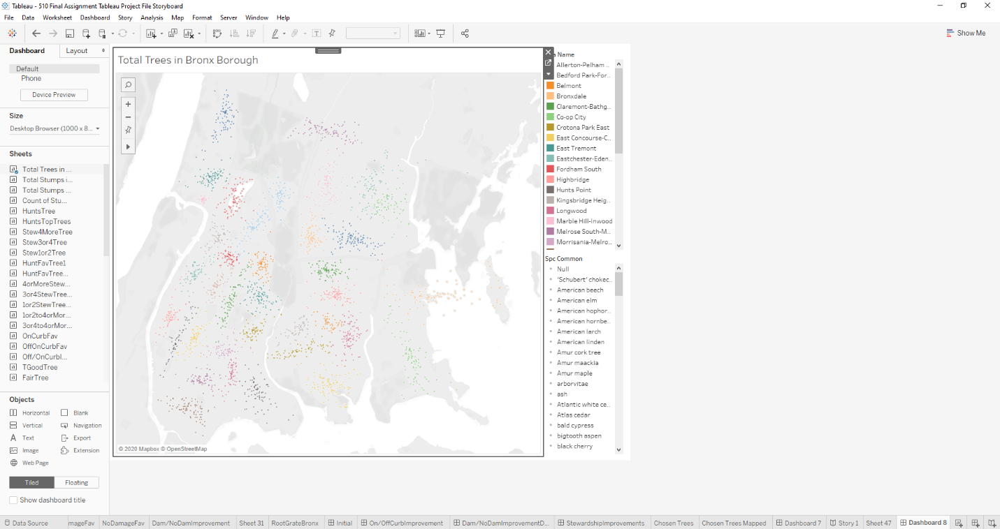 Tableau - 510 Final Assignment Tableau Project File Storyboard
File Data Worksheet Dashboard Story Analysis Map Format Server Window Help
Show Me
Dashboard Layout
Default
Phone
Device Preview
Size
Desktop Browser (1000 x 8...
Sheets
Total Trees in ...
Total Stumps i...
Total Stumps ...
Count of Stu...
HuntsTree
HuntsTopTrees
Stew4MoreTree
Stew3or4Tree
Stew1or2Tree
HuntFavTree1
HuntFavTree...
4orMoreStew...
3or4StewTree...
1or2StewTree...
1or2to4orMor...
3or4to4orMor...
OnCurbFav
OffOnCurbFav
Off/OnCurbI...
TGoodTree
FairTree
Objects
Horizontal Blank
Vertical Navigation
Text Export
Image Extension
Web Page
Tiled Floating
Show dashboard title
Total Trees in Bronx Borough
© 2020 Mapbox © OpenStreetMap
Name
Allerton-Pelham ..
Bedford Park-For..
Belmont
Bronxdale
Claremont-Bathg..
Co-op City
Crotona Park East
East Concourse-C..
East Tremont
Eastchester-Eden..
Fordham South
Highbridge
Hunts Point
Kingsbridge Heig..
Longwood
Marble Hill-Inwood
Melrose South-M..
Morrisania-Melro..
Spc Common
Null
'Schubert' chokec..
American beech
American elm
American hophor..
American hornbe..
American larch
American linden
Amur cork tree
Amur maackia
Amur maple
arborvitae
ash
Atlantic white ce..
Atlas cedar
bald cypress
bigtooth aspen
black cherry
Data Source mageFav NoDamageFav Dam/NoDamImprovement Sheet 31 RootGrateBronx Initial On/OffCurbImprovement Dam/NoDamImprovementD... StewardshipImprovements Chosen Trees Chosen Trees Mapped Dashboard 7 Story 1 Sheet 47 Dashboard 8